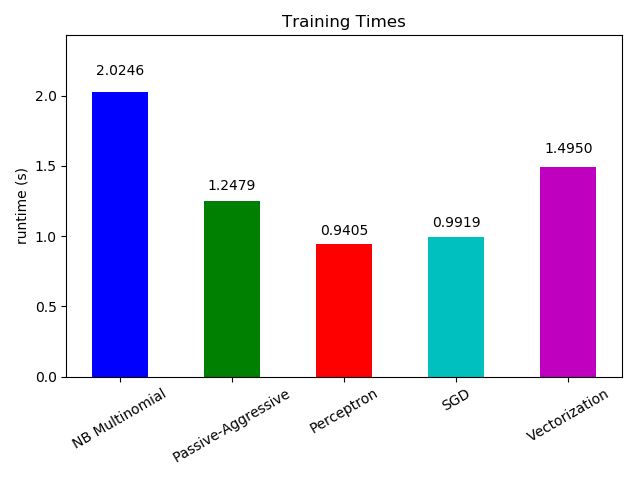 Training Times
2.0246
1.2479
0.9405
0.9919
1.4950
runtime (s)
2.0
1.5
1.0
0.5
0.0
NB Multinomial
Passive-Aggressive
Perceptron
SGD
Vectorization